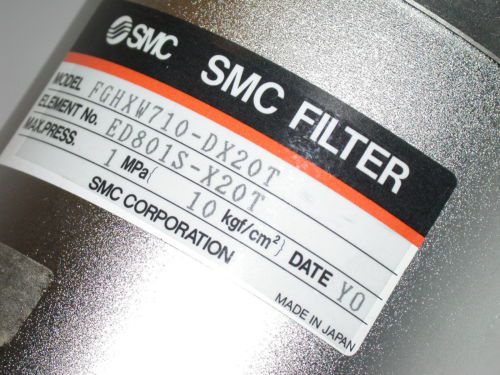 SMC
SMC FILTER
MODEL FGHXW710-DX20T
ELEMENT No. ED801S-X20T
MAX.PRESS. 1 MPa{ 10 kgf/cm²} DATE YO
SMC CORPORATION
MADE IN JAPAN